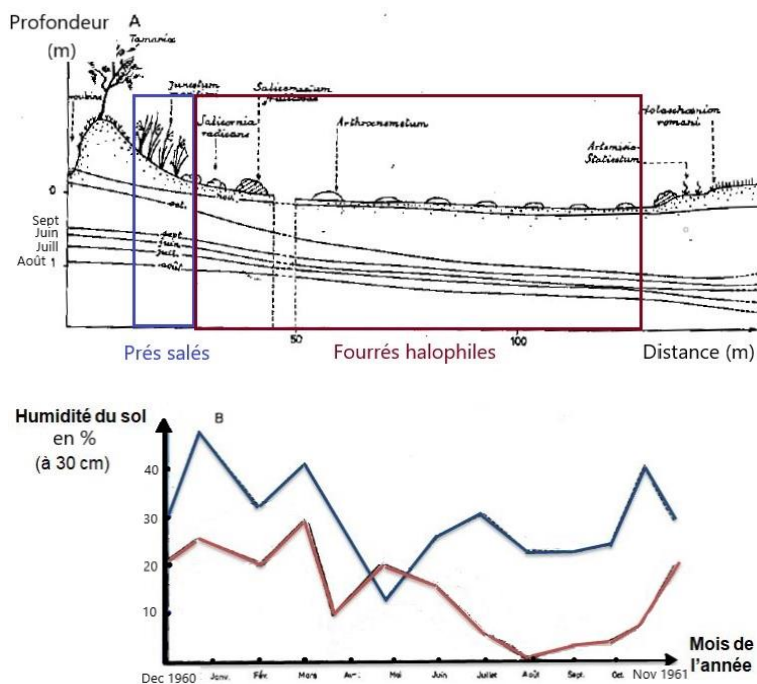 Profondeur
A
(m)
Tamarix
roubine
Juncetum
Salicornia
radicans
Salicornietum
Arthrocnemetum
Artemisio-
Staticetum
Holoschoenion
romani
0
Sept
Juin
Juill
Août 1
sept.
juin
juil.
août
50
100
Distance (m)
Prés salés
Fourrés halophiles
Humidité du sol
en %
(à 30 cm)
B
40
30
20
10
Mois de
l'année
Dec 1960
Janv.
Fév.
Mars
Avr.
Mai
Juin
Juillet
Août
Sept.
Oct.
Nov 1961